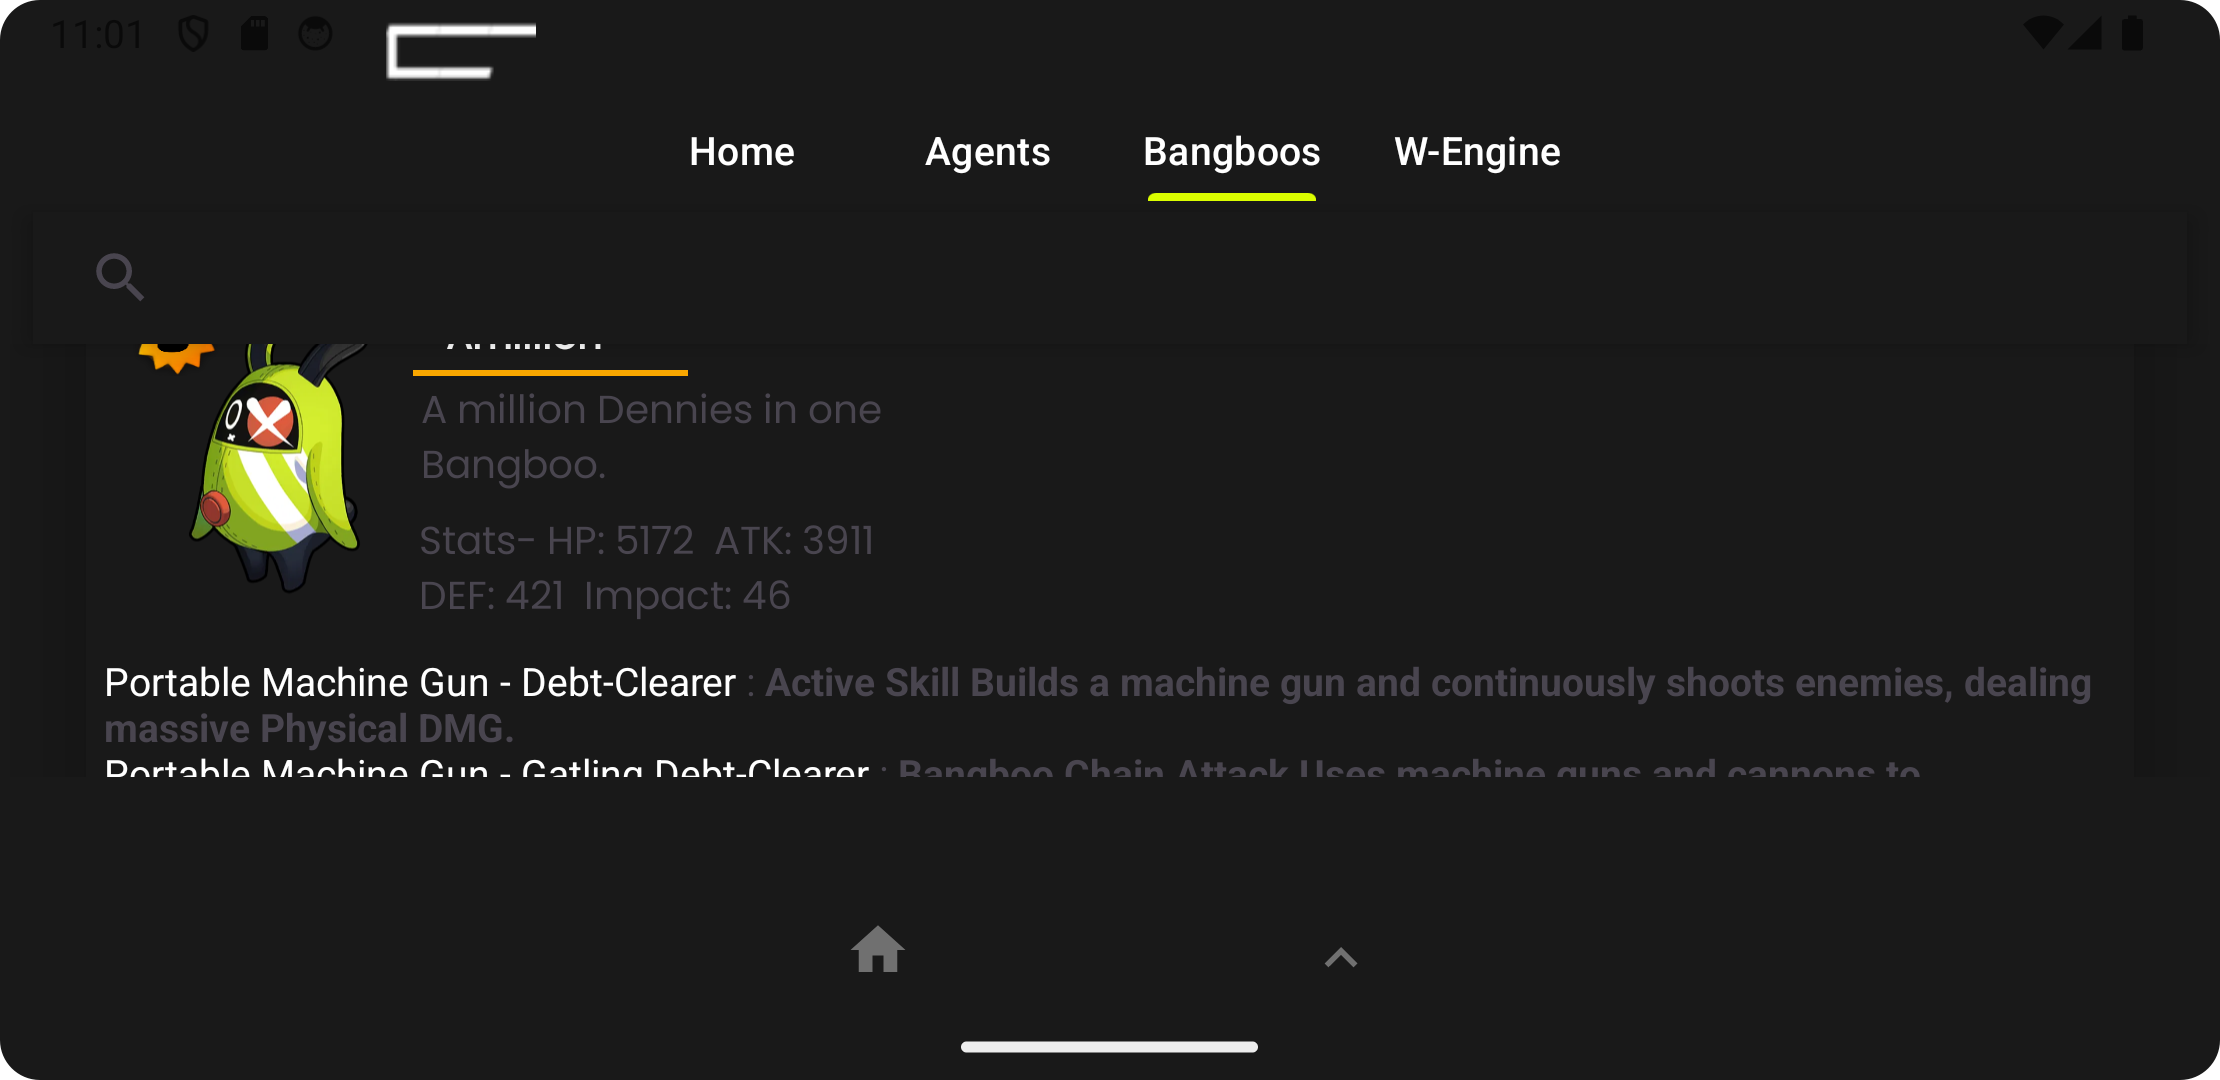 11:01
Home Agents Bangboos W-Engine
Amillion
A million Dennies in one
Bangboo.
Stats- HP: 5172 ATK: 3911
DEF: 421 Impact: 46
Portable Machine Gun - Debt-Clearer : Active Skill Builds a machine gun and continuously shoots enemies, dealing
massive Physical DMG.
Portable Machine Gun - Gatling Debt-Clearer : Bangboo Chain Attack Uses machine guns and cannons to